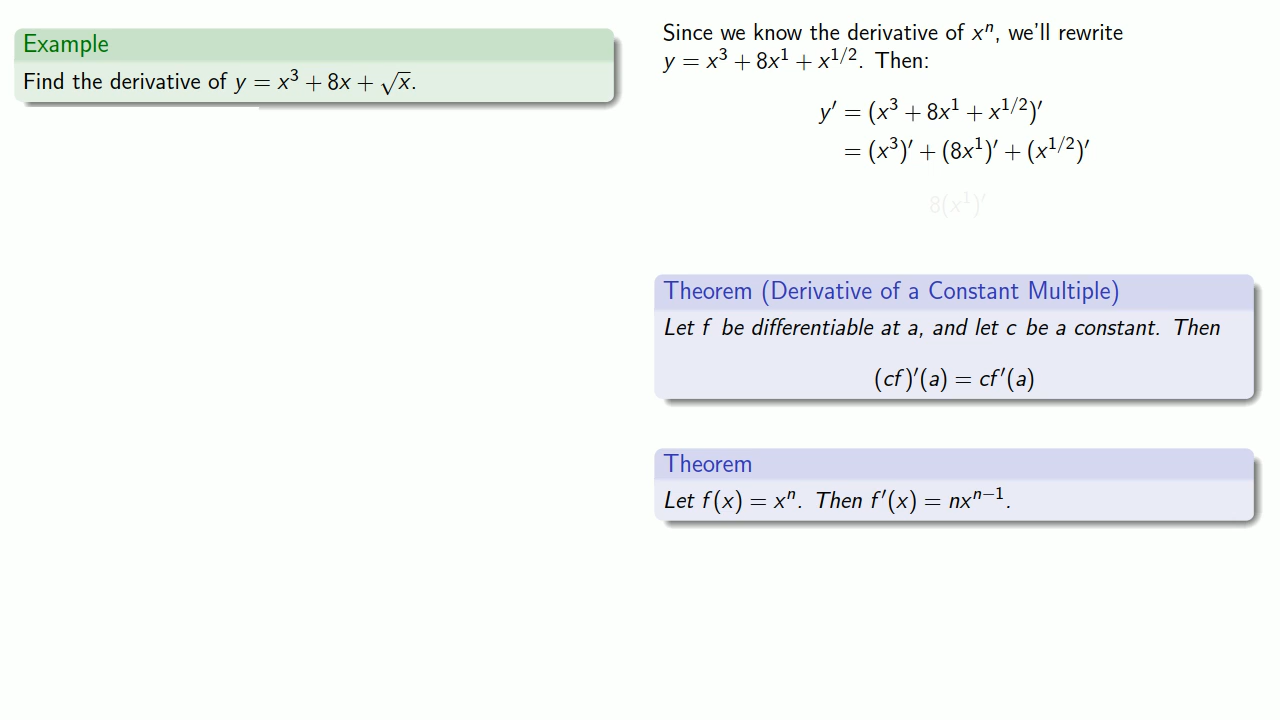 Example
Find the derivative of y = x³ + 8x + √x.
Since we know the derivative of xⁿ, we'll rewrite
y = x³ + 8x¹ + x^{1/2}. Then:
y′ = (x³ + 8x¹ + x^{1/2})′
= (x³)′ + (8x¹)′ + (x^{1/2})′
8(x¹)′
Theorem (Derivative of a Constant Multiple)
Let f be differentiable at a, and let c be a constant. Then
(cf)′(a) = cf′(a)
Theorem
Let f(x) = xⁿ. Then f′(x) = nxⁿ⁻¹.